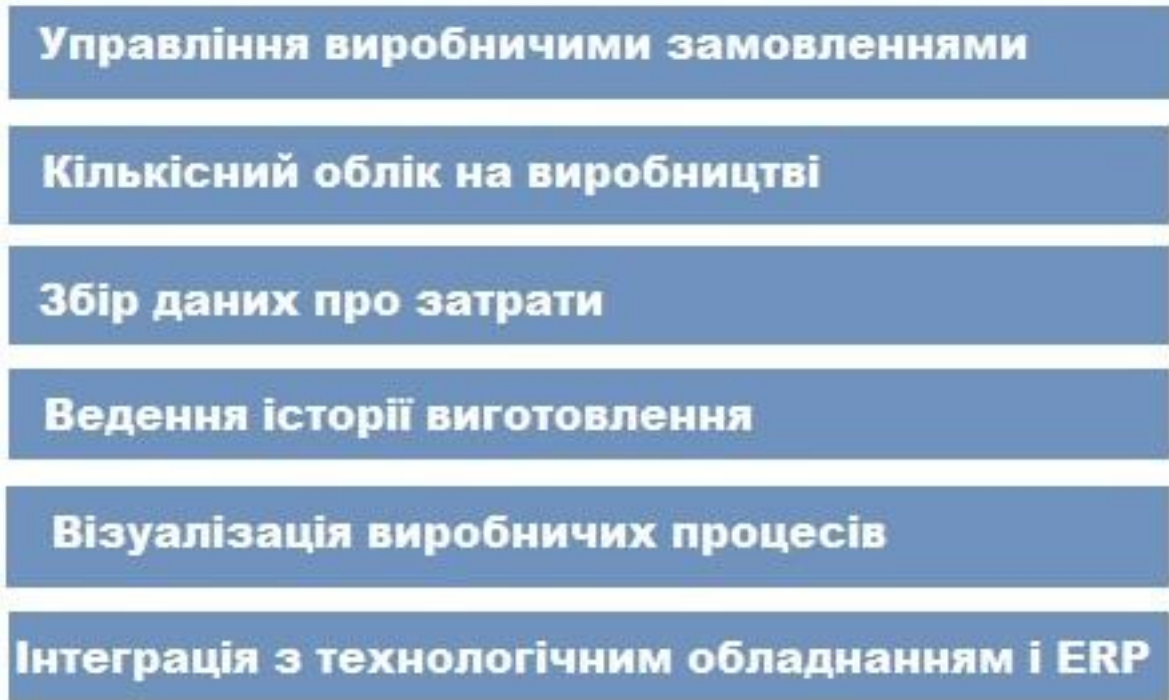 Управління виробничими замовленнями
Кількісний облік на виробництві
Збір даних про затрати
Ведення історії виготовлення
Візуалізація виробничих процесів
Інтеграція з технологічним обладнанням і ERP